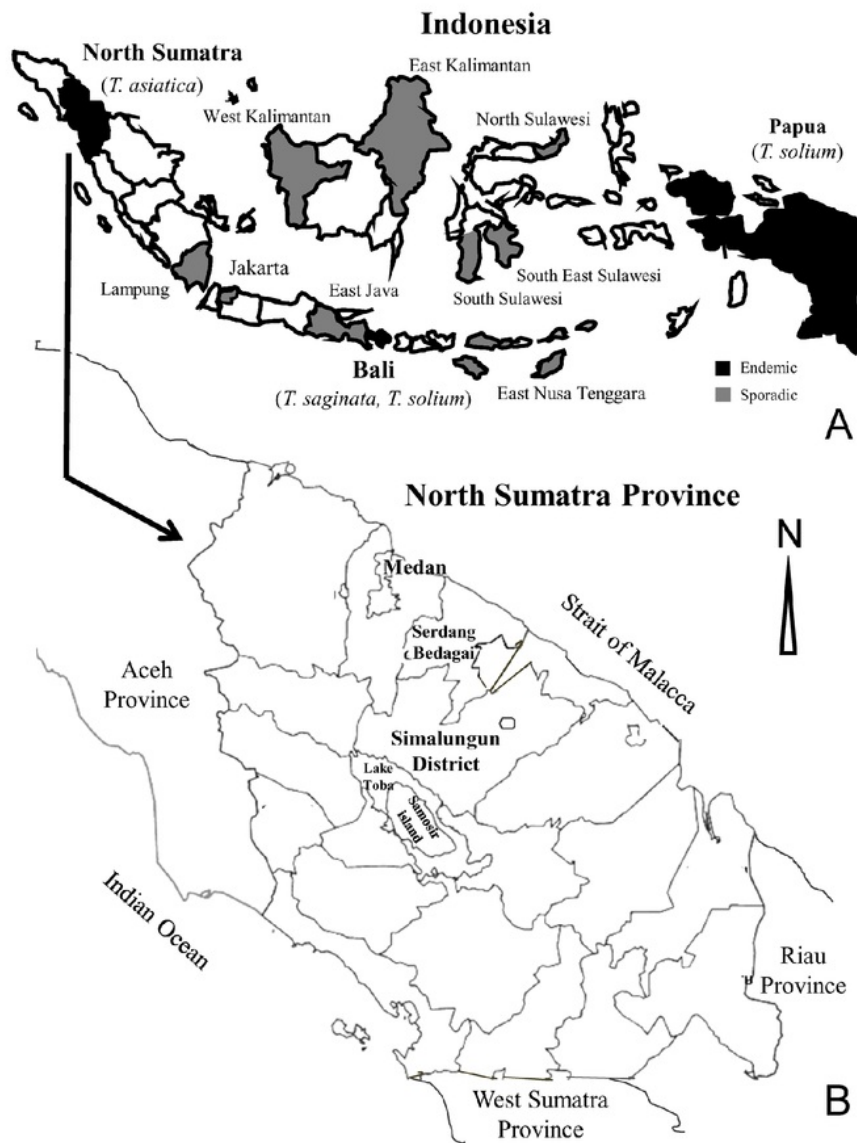 Indonesia
North Sumatra
(T. asiatica)
East Kalimantan
West Kalimantan
North Sulawesi
Papua
(T. solium)
Lampung
Jakarta
East Java
South East Sulawesi
South Sulawesi
Bali
(T. saginata, T. solium)
East Nusa Tenggara
Endemic
Sporadic
A
North Sumatra Province
N
Medan
Serdang
Bedagai
Strait of Malacca
Aceh
Province
Simalungun
District
Lake
Toba
Samosir
island
Indian Ocean
Riau
Province
West Sumatra
Province
B